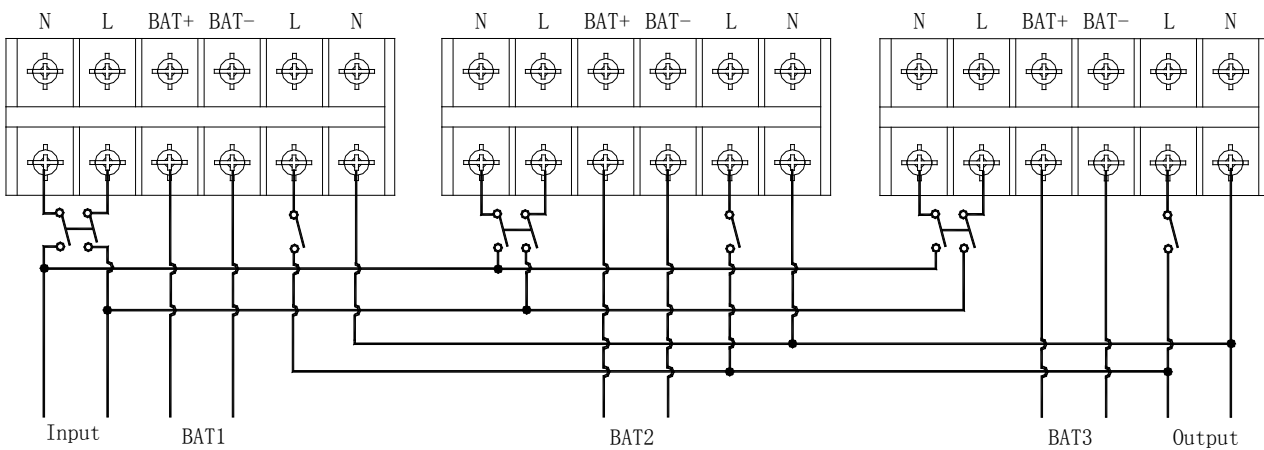 N L BAT+ BAT- L N N L BAT+ BAT- L N N L BAT+ BAT- L N
Input BAT1 BAT2 BAT3 Output